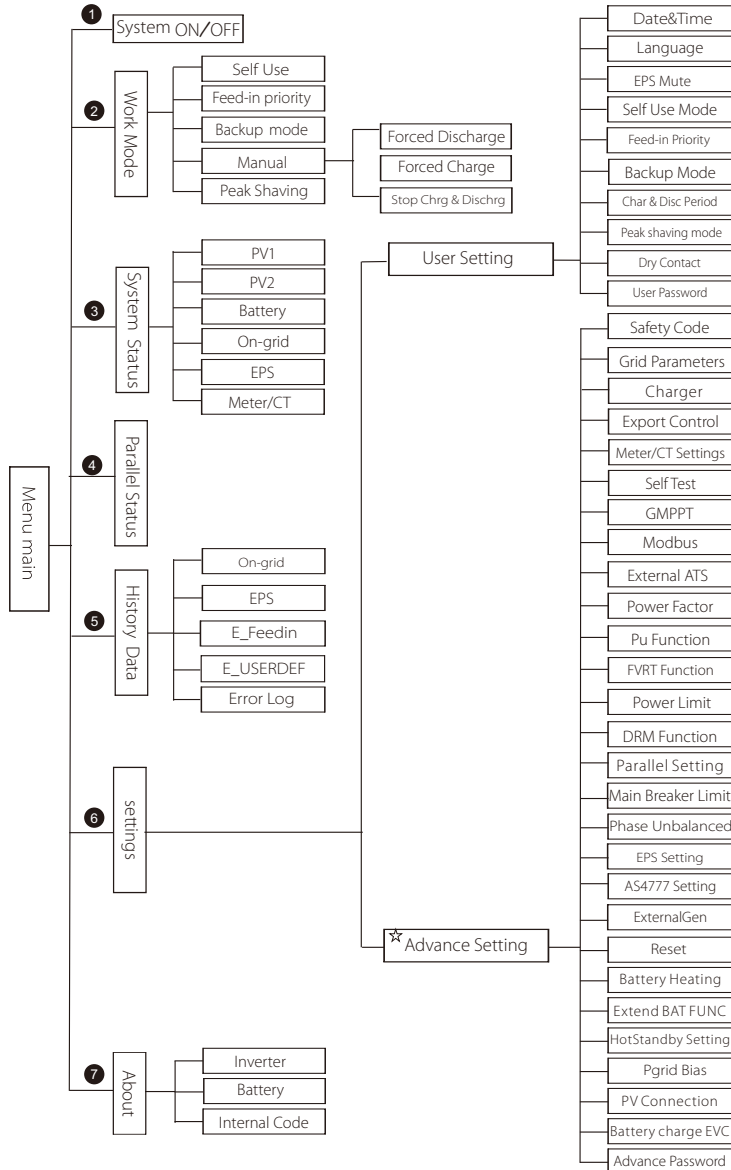 Menu main
1
System ON/OFF
2
Work Mode
Self Use
Feed-in priority
Backup mode
Manual
Peak Shaving
Forced Discharge
Forced Charge
Stop Chrg & Dischrg
3
System Status
PV1
PV2
Battery
On-grid
EPS
Meter/CT
4
Parallel Status
5
History Data
On-grid
EPS
E_Feedin
E_USERDEF
Error Log
6
settings
User Setting
Date&Time
Language
EPS Mute
Self Use Mode
Feed-in Priority
Backup Mode
Char & Disc Period
Peak shaving mode
Dry Contact
User Password
☆Advance Setting
Safety Code
Grid Parameters
Charger
Export Control
Meter/CT Settings
Self Test
GMPPT
Modbus
External ATS
Power Factor
Pu Function
FVRT Function
Power Limit
DRM Function
Parallel Setting
Main Breaker Limit
Phase Unbalanced
EPS Setting
AS4777 Setting
ExternalGen
Reset
Battery Heating
Extend BAT FUNC
HotStandby Setting
Pgrid Bias
PV Connection
Battery charge EVC
Advance Password
7
About
Inverter
Battery
Internal Code